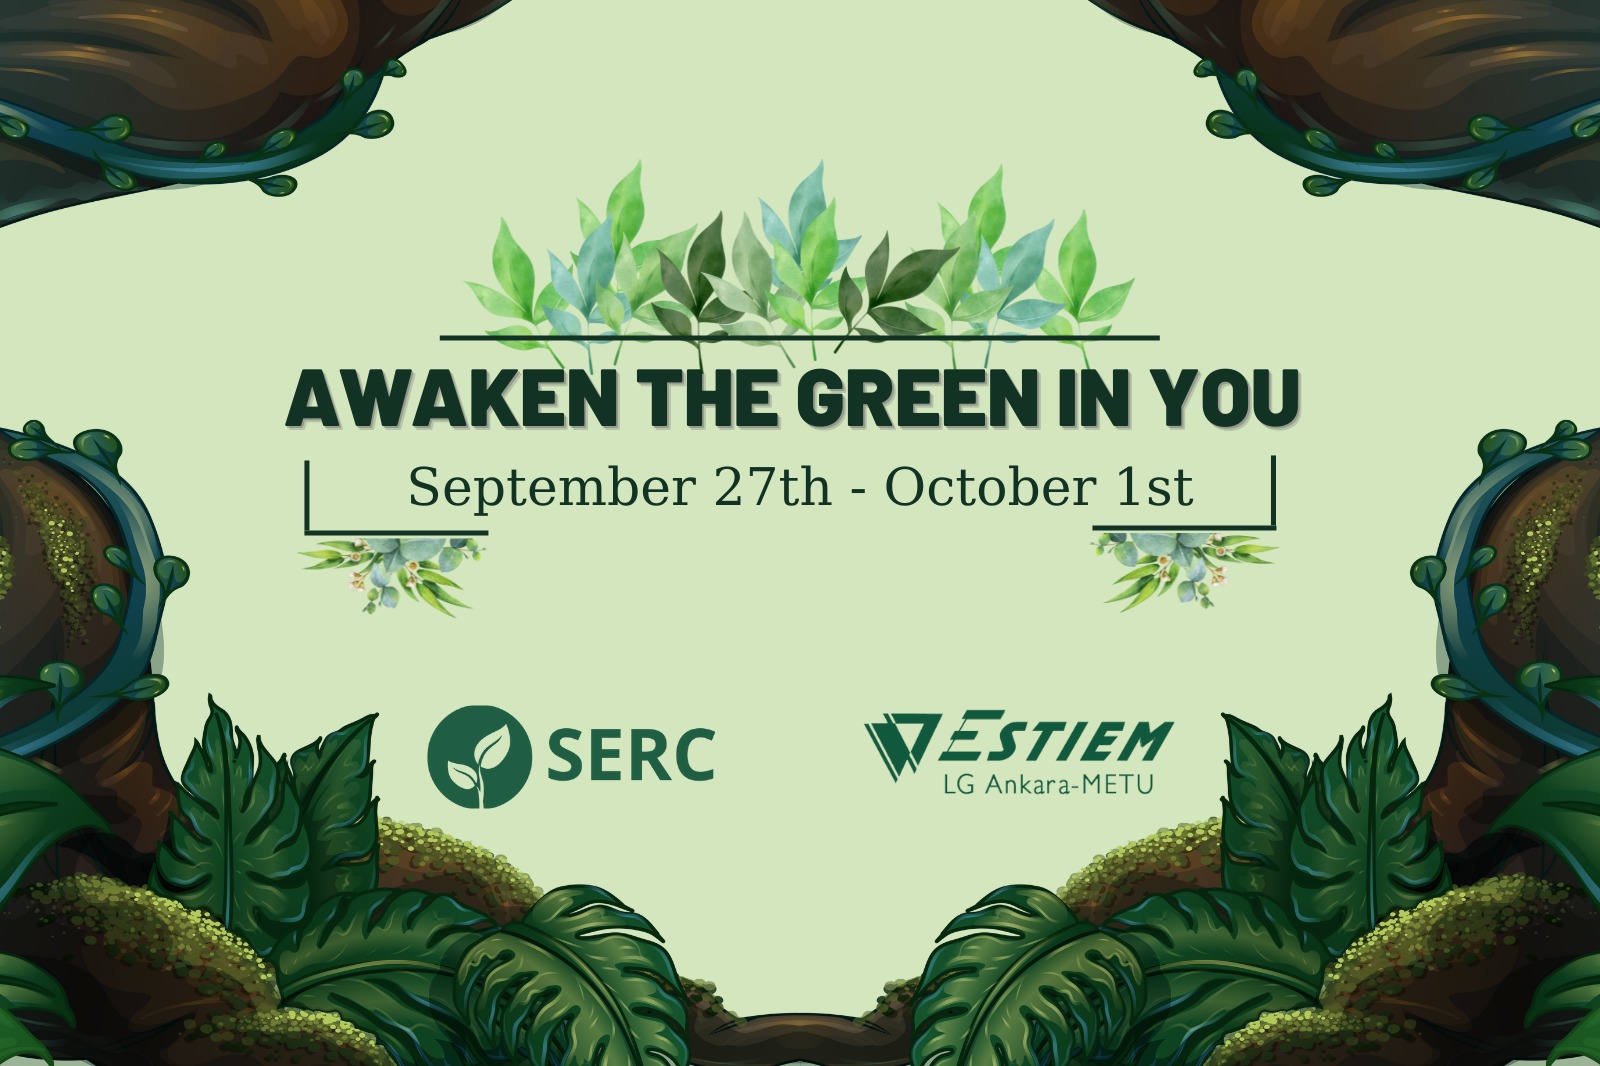 AWAKEN THE GREEN IN YOU
September 27th - October 1st
SERC
ESTIEM
LG Ankara-METU